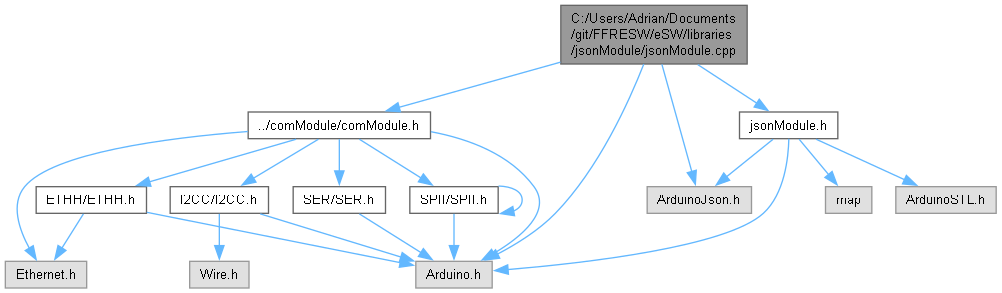 C:/Users/Adrian/Documents
/git/FFRESW/eSW/libraries
/jsonModule/jsonModule.cpp
../comModule/comModule.h
jsonModule.h
ETHH/ETHH.h
I2CC/I2CC.h
SER/SER.h
SPII/SPII.h
ArduinoJson.h
map
ArduinoSTL.h
Ethernet.h
Wire.h
Arduino.h